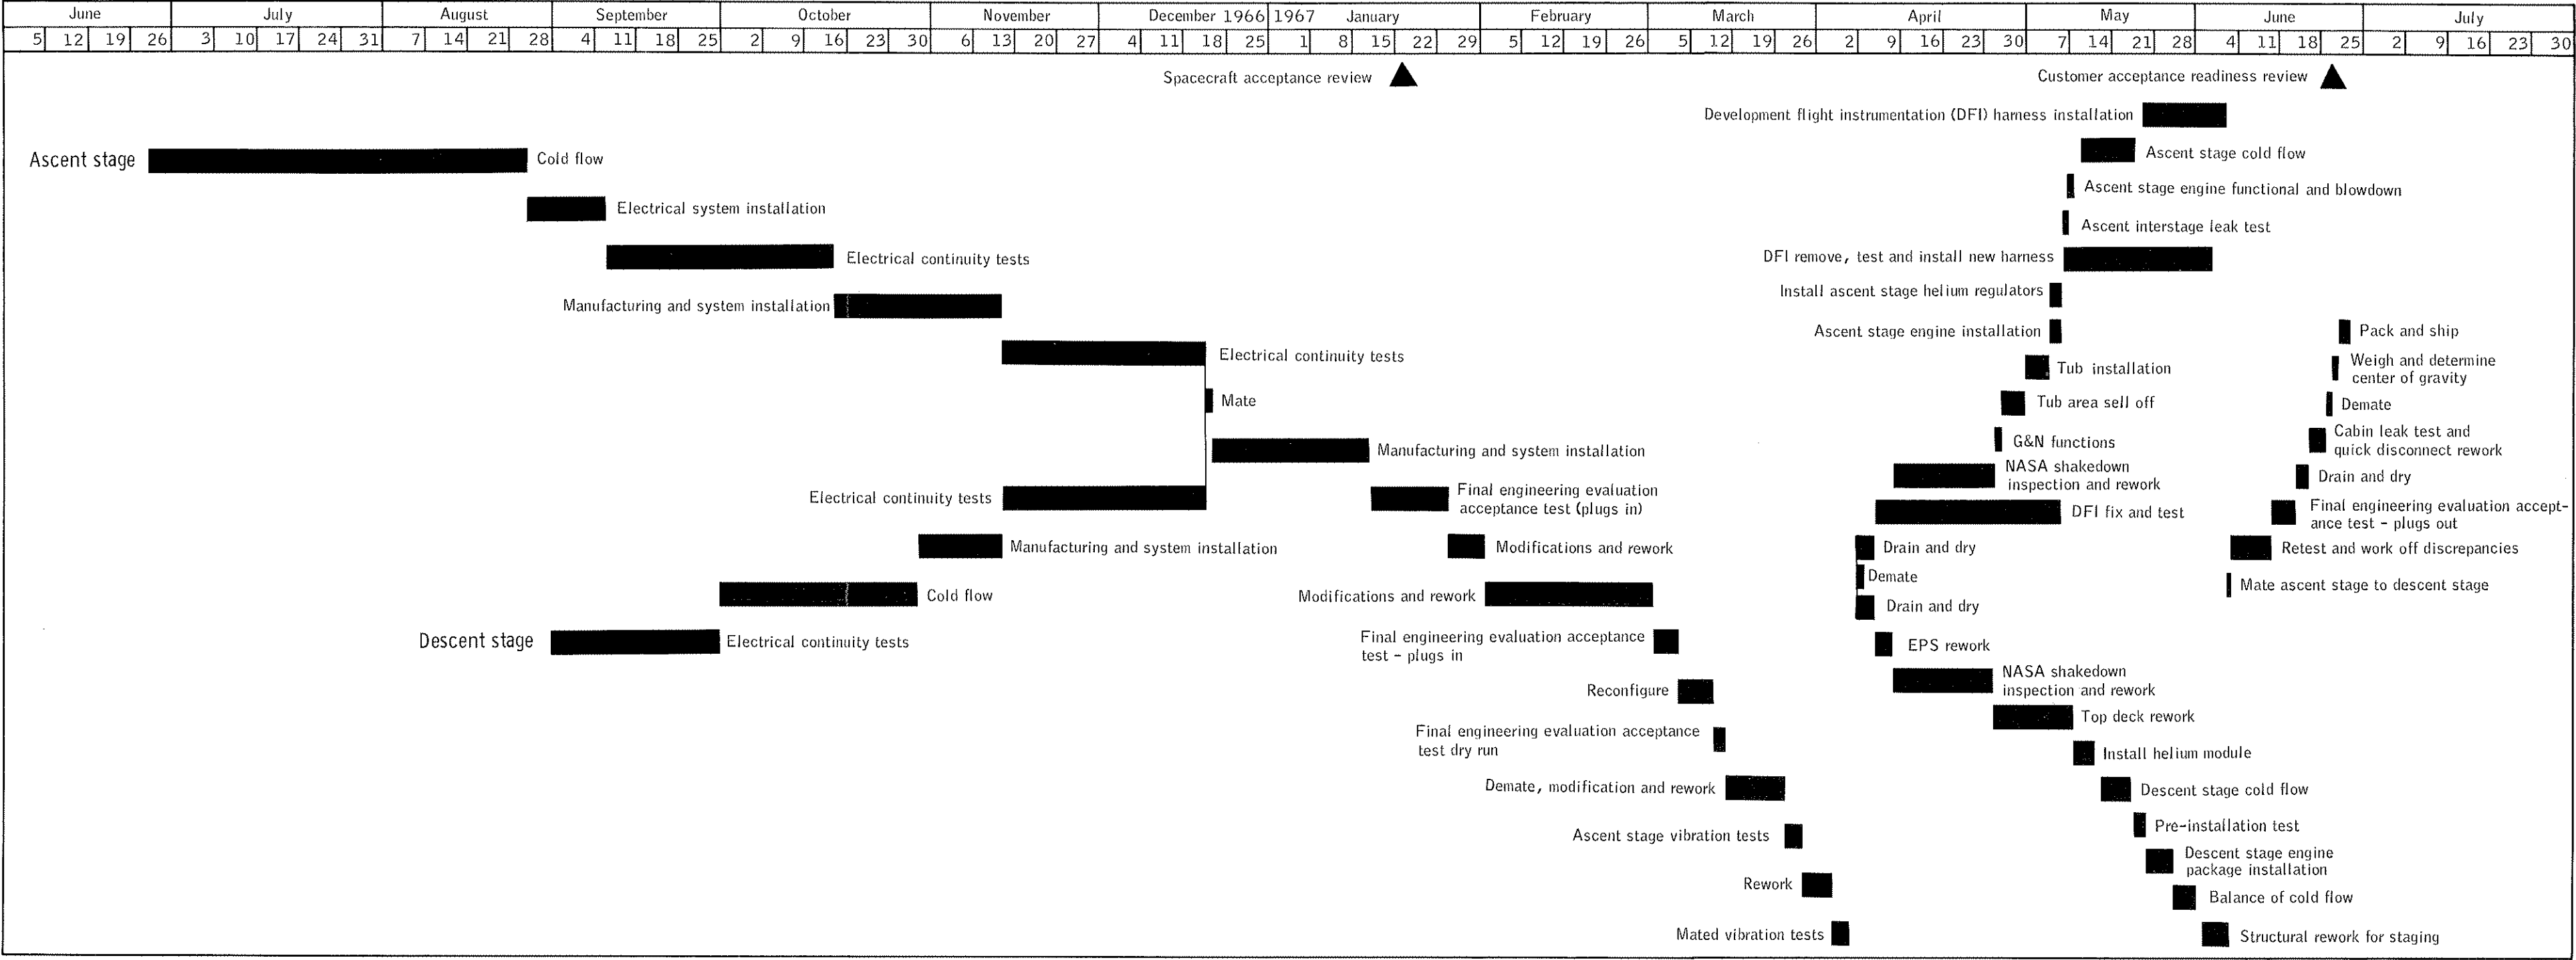 June July August September October November December 1966 1967 January February March April May June July
5 12 19 26 3 10 17 24 31 7 14 21 28 4 11 18 25 2 9 16 23 30 6 13 20 27 4 11 18 25 1 8 15 22 29 5 12 19 26 5 12 19 26 2 9 16 23 30 7 14 21 28 4 11 18 25 2 9 16 23 30
Spacecraft acceptance review
Customer acceptance readiness review
Development flight instrumentation (DFI) harness installation
Ascent stage
Cold flow
Ascent stage cold flow
Ascent stage engine functional and blowdown
Electrical system installation
Ascent interstage leak test
Electrical continuity tests
DFI remove, test and install new harness
Manufacturing and system installation
Install ascent stage helium regulators
Ascent stage engine installation
Pack and ship
Electrical continuity tests
Tub installation
Weigh and determine
center of gravity
Mate
Tub area sell off
Demate
Manufacturing and system installation
G&N functions
Cabin leak test and
quick disconnect rework
NASA shakedown
inspection and rework
Drain and dry
Electrical continuity tests
Final engineering evaluation
acceptance test (plugs in)
DFI fix and test
Final engineering evaluation accept-
ance test - plugs out
Manufacturing and system installation
Modifications and rework
Drain and dry
Retest and work off discrepancies
Demate
Mate ascent stage to descent stage
Cold flow
Modifications and rework
Drain and dry
Descent stage
Electrical continuity tests
Final engineering evaluation acceptance
test - plugs in
EPS rework
Reconfigure
NASA shakedown
inspection and rework
Top deck rework
Final engineering evaluation acceptance
test dry run
Install helium module
Demate, modification and rework
Descent stage cold flow
Ascent stage vibration tests
Pre-installation test
Descent stage engine
package installation
Rework
Balance of cold flow
Mated vibration tests
Structural rework for staging